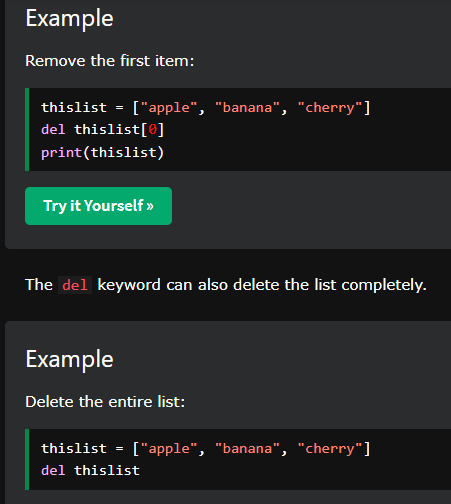 Example
Remove the first item:
thislist = ["apple", "banana", "cherry"]
del thislist[0]
print(thislist)
Try it Yourself »
The del keyword can also delete the list completely.
Example
Delete the entire list:
thislist = ["apple", "banana", "cherry"]
del thislist